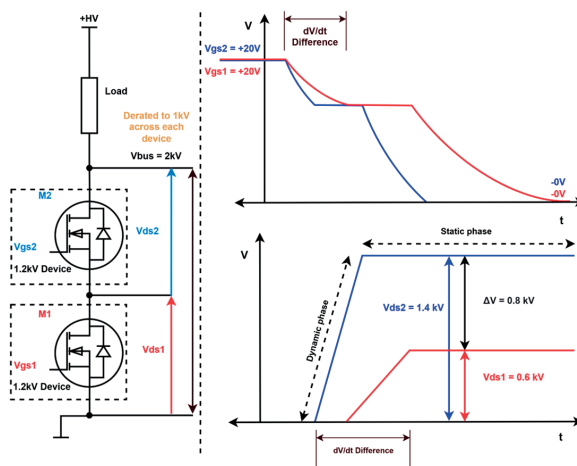 +HV
Load
Derated to 1kV
across each
device
Vbus = 2kV
M2
Vgs2
1.2kV Device
Vds2
M1
Vgs1
1.2kV Device
Vds1
V
dV/dt
Difference
Vgs2 = +20V
Vgs1 = +20V
-0V
-0V
t
V
Static phase
Dynamic phase
Vds2 = 1.4 kV
ΔV = 0.8 kV
Vds1 = 0.6 kV
t
dV/dt Difference